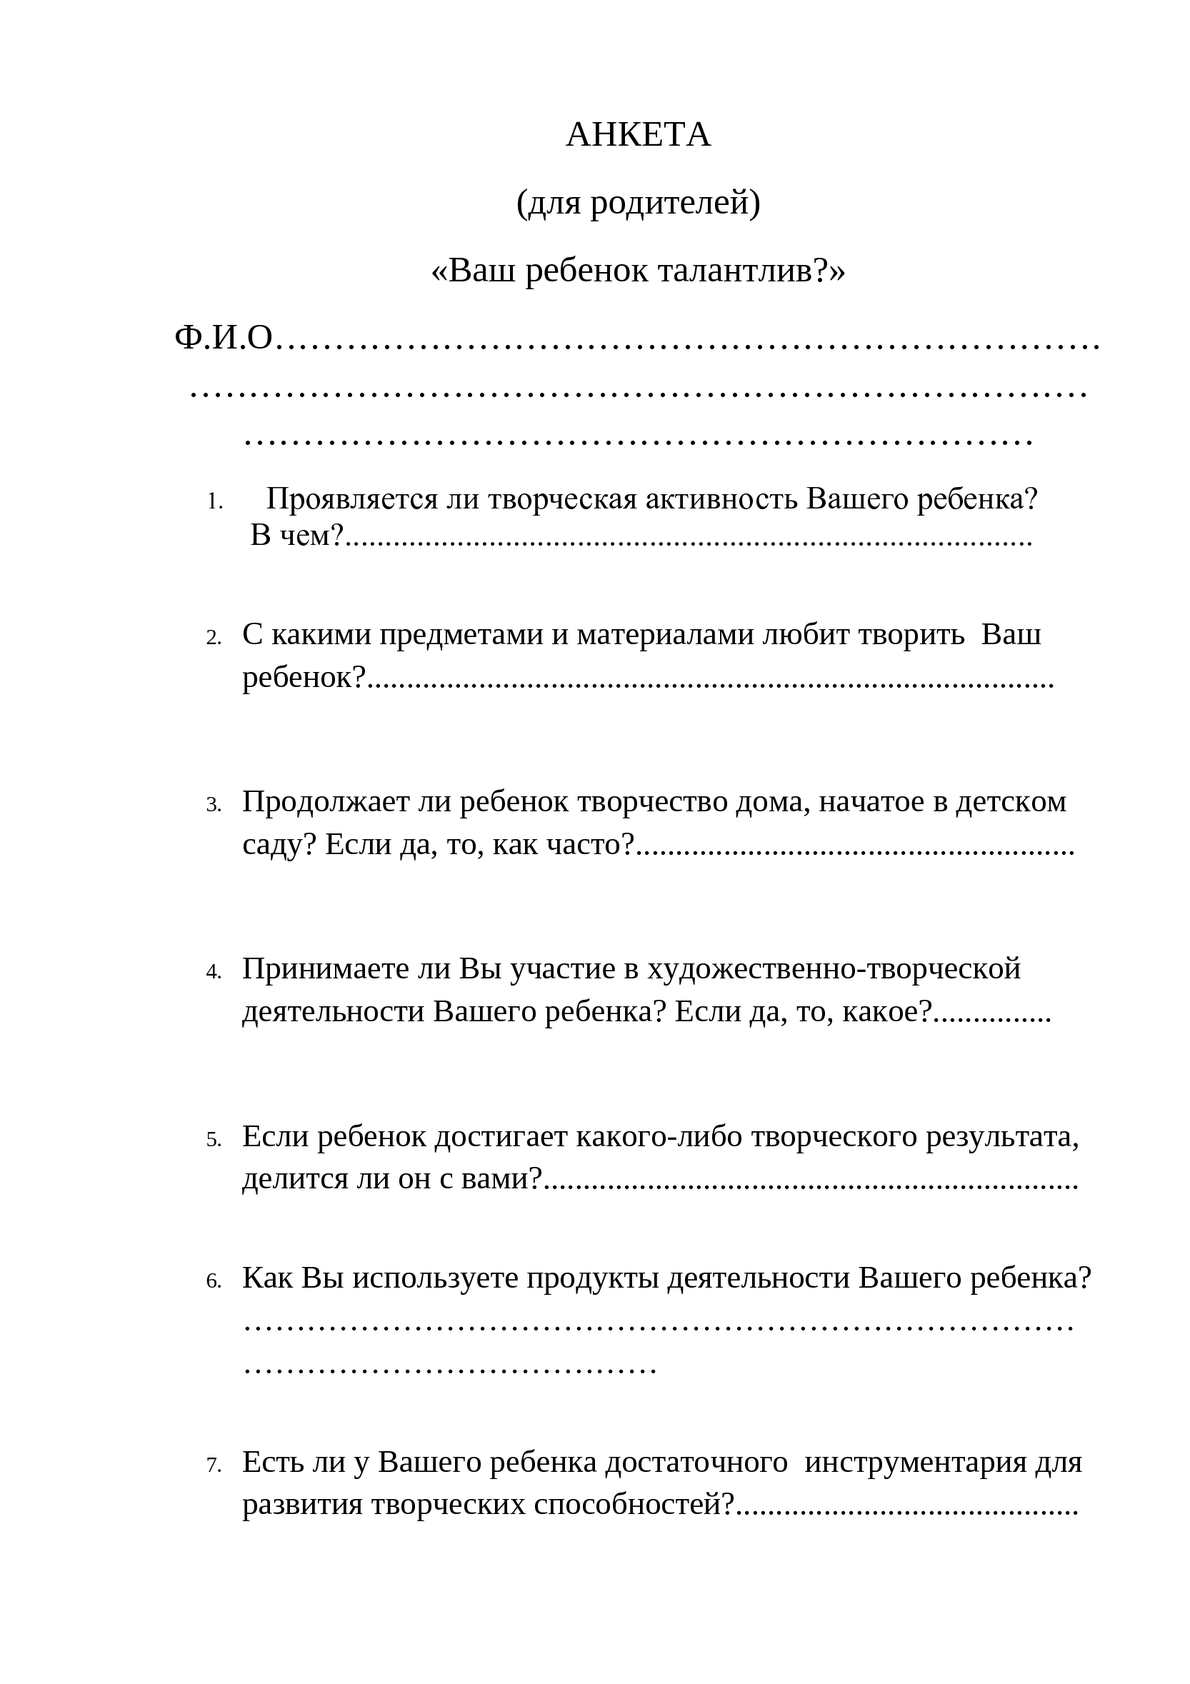 АНКЕТА
(для родителей)
«Ваш ребенок талантлив?»
Ф.И.О…………………………………………………………….
…………………………………………………………………
…………………………………………………………
1. Проявляется ли творческая активность Вашего ребенка?
В чем?......................................................................................
2. С какими предметами и материалами любит творить  Ваш
ребенок?......................................................................................
3. Продолжает ли ребенок творчество дома, начатое в детском
саду? Если да, то, как часто?.......................................................
4. Принимаете ли Вы участие в художественно-творческой
деятельности Вашего ребенка? Если да, то, какое?...............
5. Если ребенок достигает какого-либо творческого результата,
делится ли он с вами?...................................................................
6. Как Вы используете продукты деятельности Вашего ребенка?
……………………………………………………………………
…………………………………
7. Есть ли у Вашего ребенка достаточного  инструментария для
развития творческих способностей?...........................................